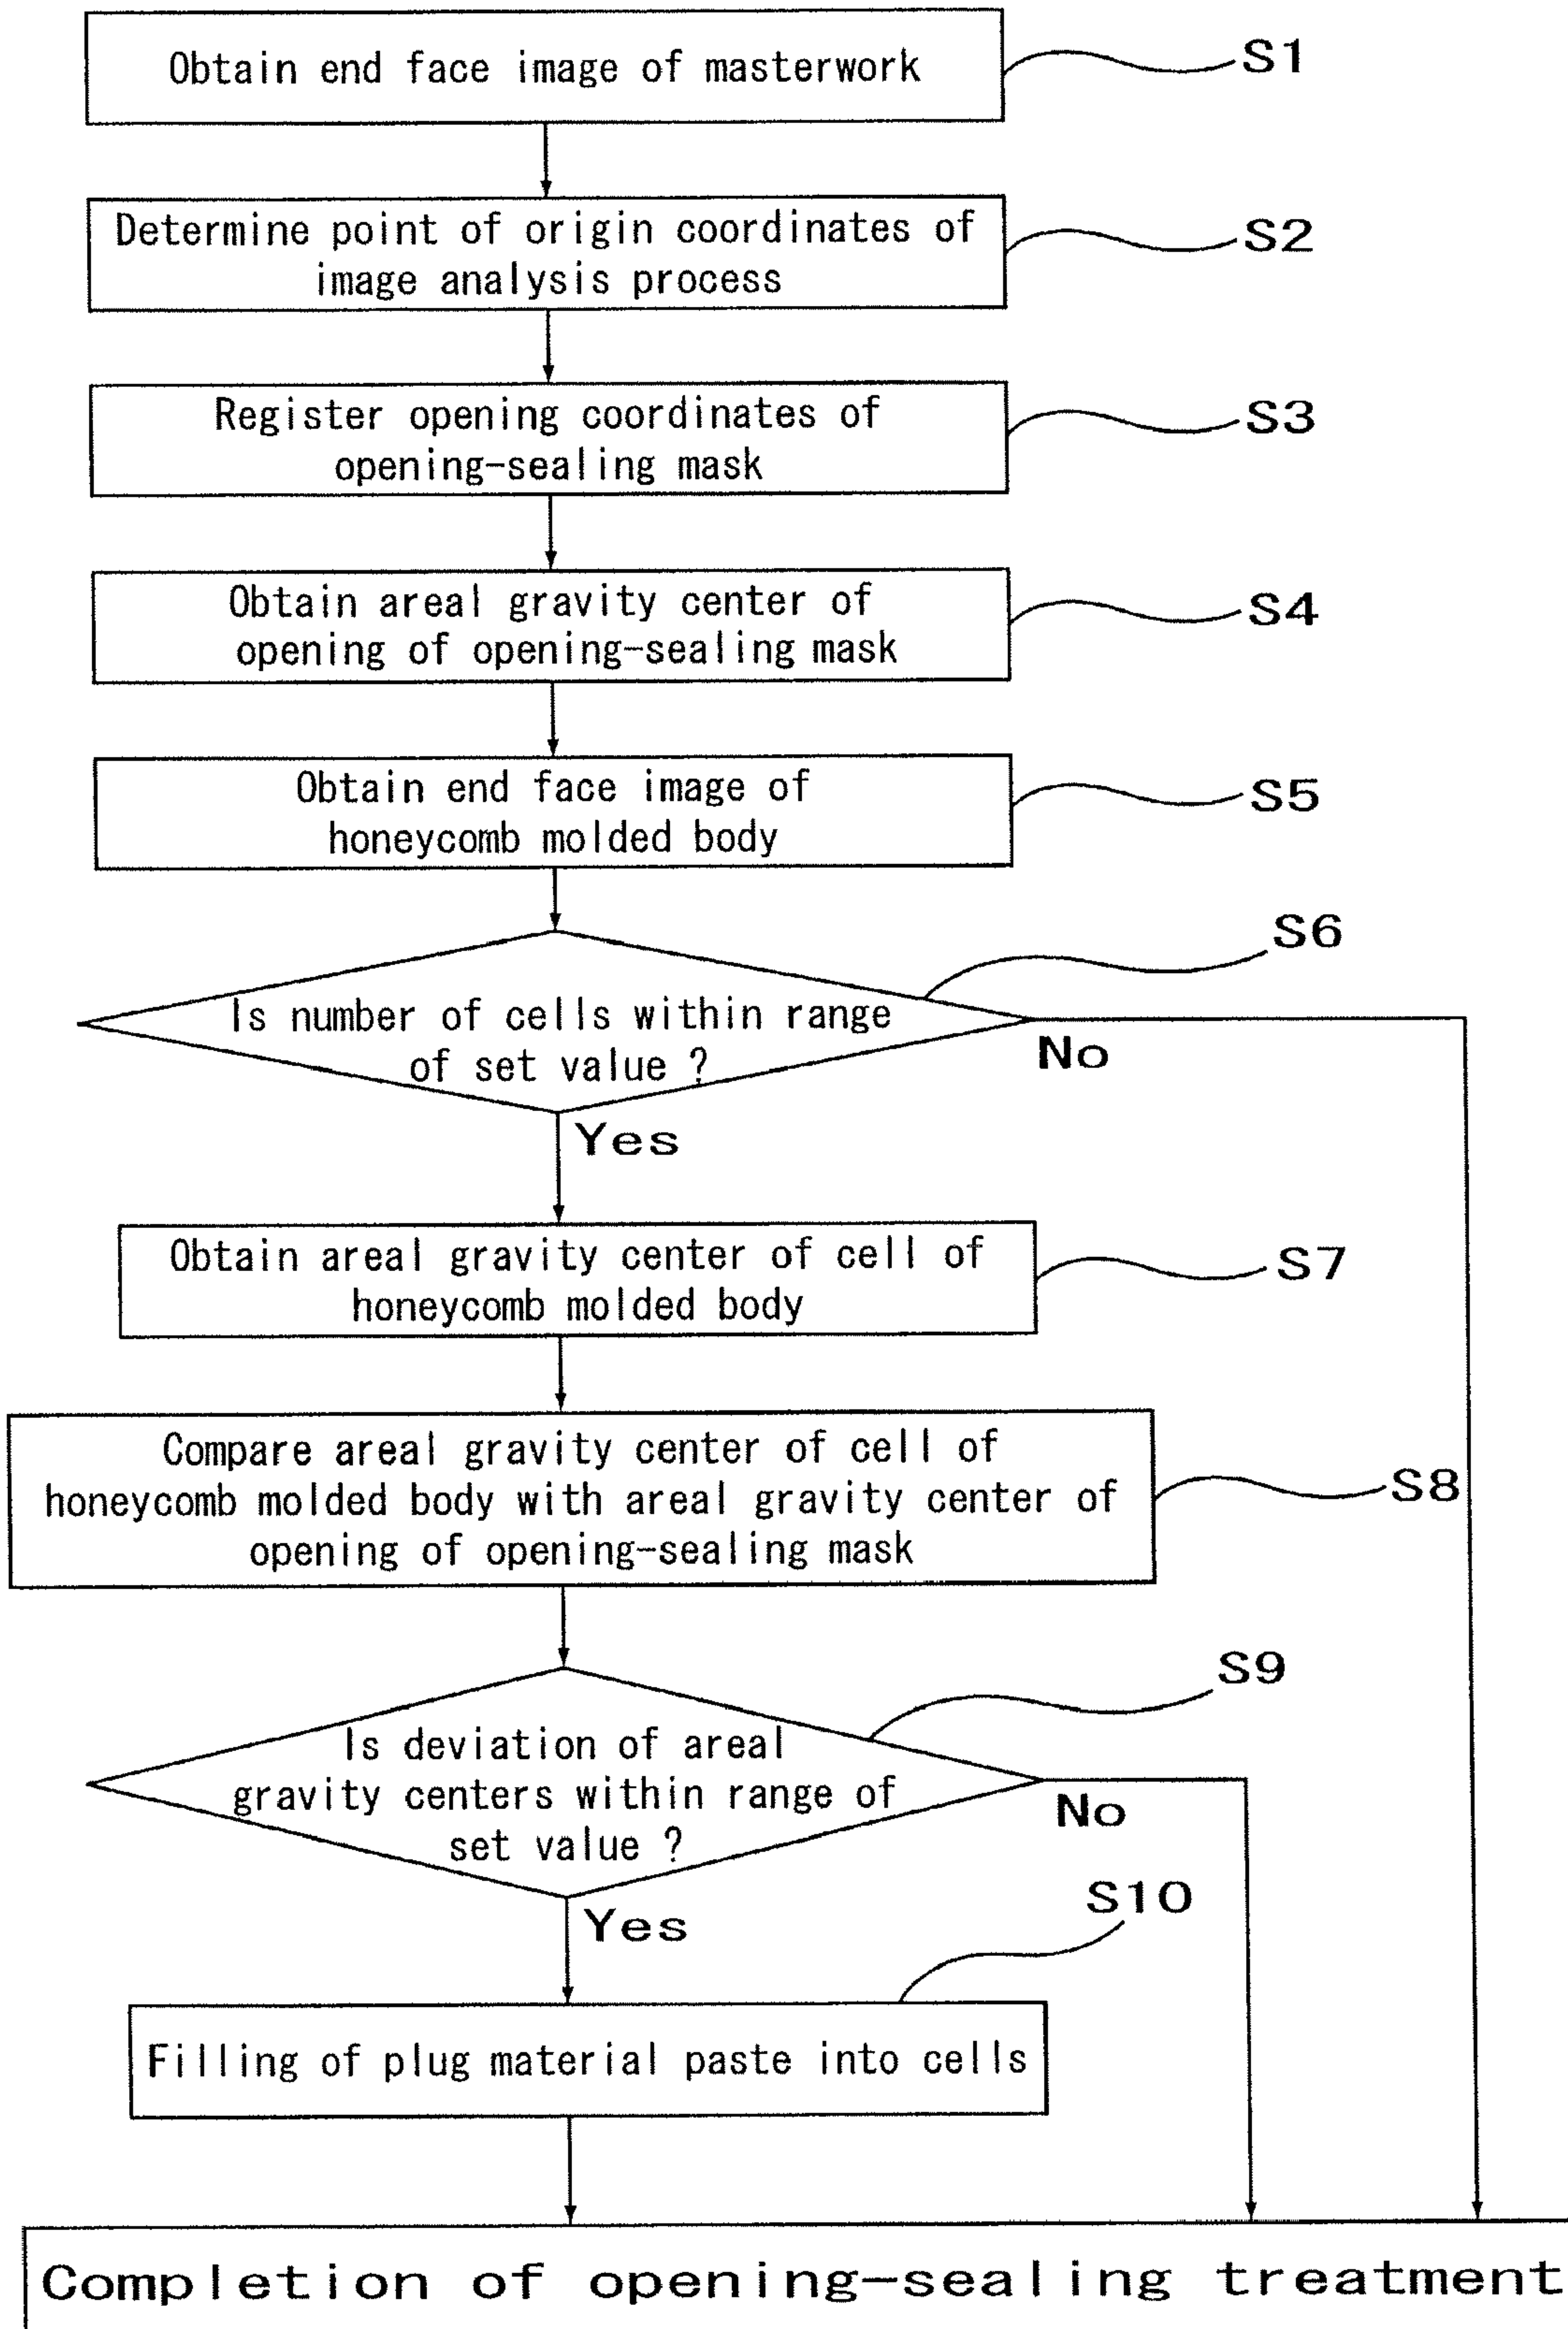 Obtain end face image of masterwork
S1
Determine point of origin coordinates of
image analysis process
S2
Register opening coordinates of
opening-sealing mask
S3
Obtain areal gravity center of
opening of opening-sealing mask
S4
Obtain end face image of
honeycomb molded body
S5
S6
Is number of cells within range
of set value ?
No
Yes
Obtain areal gravity center of cell of
honeycomb molded body
S7
Compare areal gravity center of cell of
honeycomb molded body with areal gravity center of
opening of opening-sealing mask
S8
S9
Is deviation of areal
gravity centers within range of
set value ?
No
Yes
S10
Filling of plug material paste into cells
Completion of opening-sealing treatment